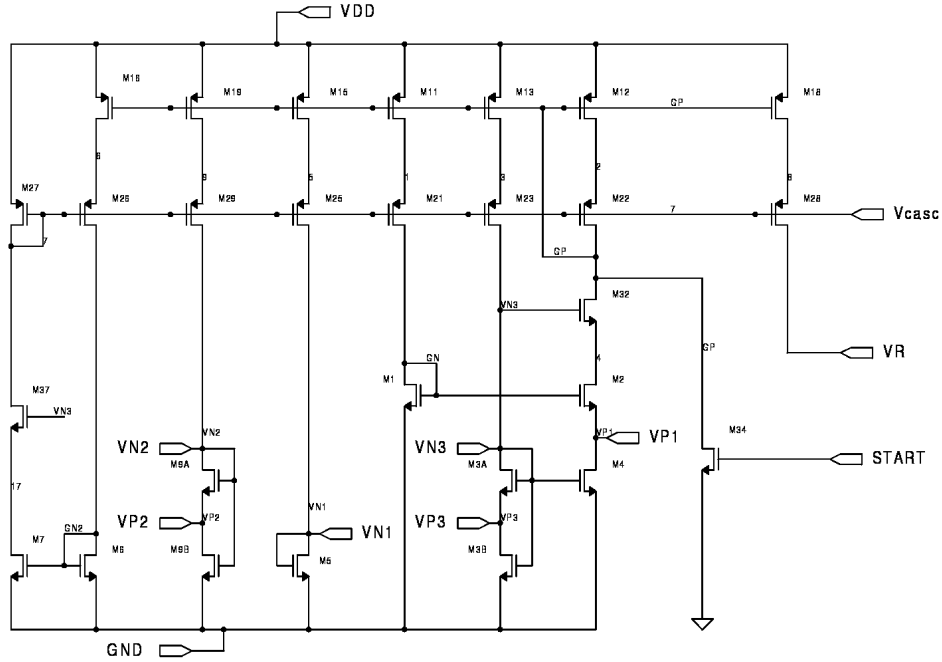 VDD
M16 M19 M15 M11 M13 M12 GP M18
6 9 5 1 3 2 8
M27 M26 M29 M25 M21 M23 M22 7 M28 Vcasc
7 GP
M32
VN3
GN 4 GP VR
M37 M1 M2
VN3
VN2 VN2 VN3 VP1 VP1 M34
M9A M3A M4 START
17
VP2 VP2 VN1 VN1 VP3 VP3
GN2
M7 M6 M9B M5 M3B
GND